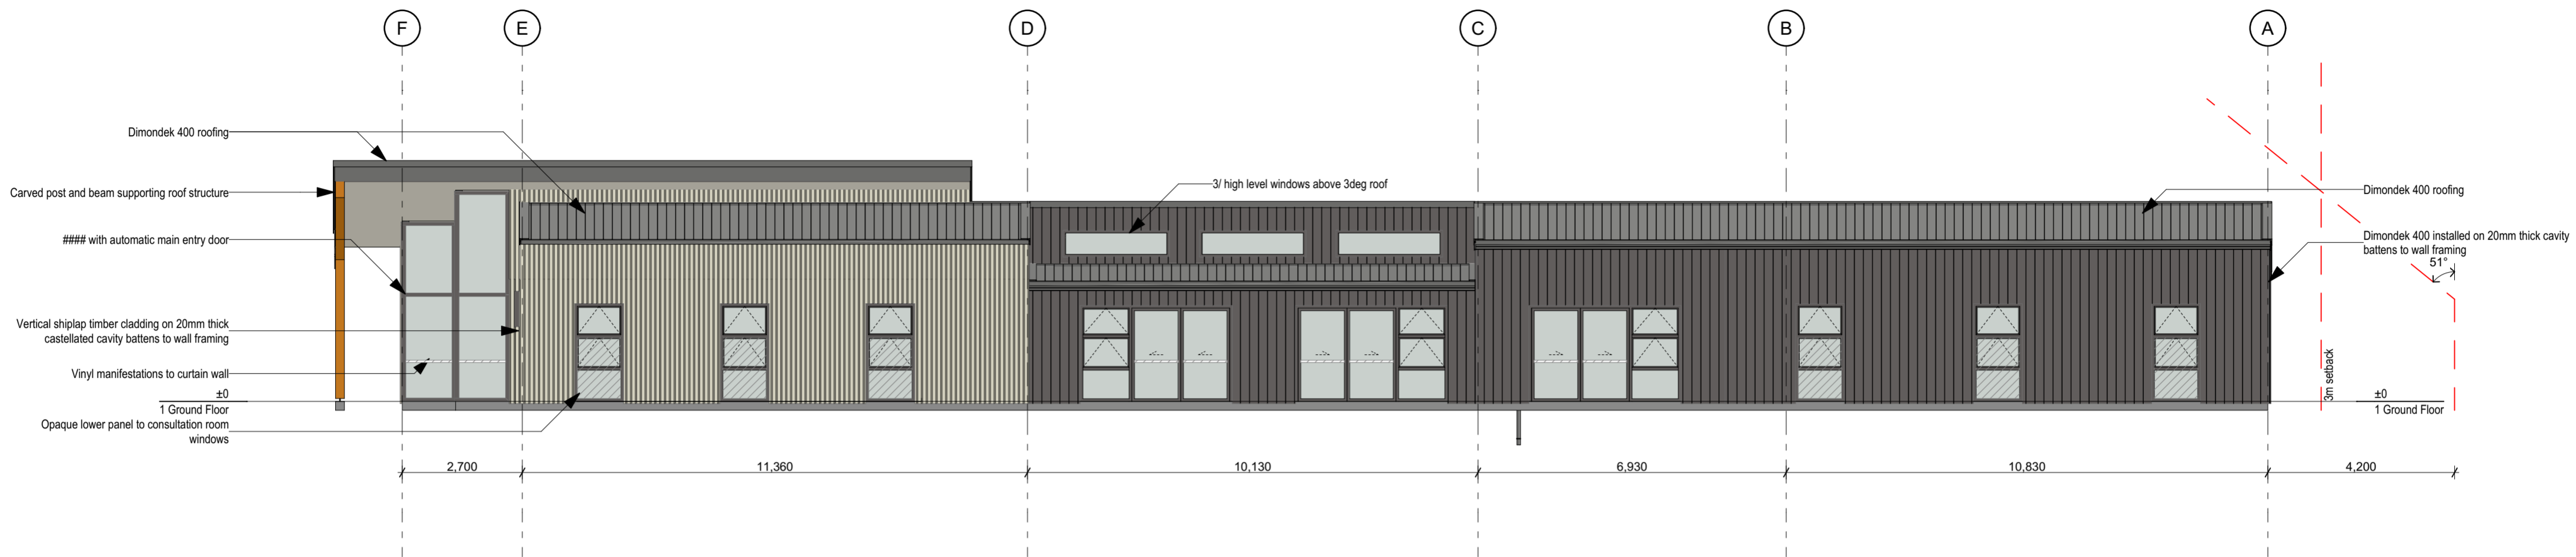 F
E
D
C
B
A
Dimondek 400 roofing
Carved post and beam supporting roof structure
#### with automatic main entry door
Vertical shiplap timber cladding on 20mm thick
castellated cavity battens to wall framing
Vinyl manifestations to curtain wall
±0
1 Ground Floor
Opaque lower panel to consultation room
windows
3/ high level windows above 3deg roof
Dimondek 400 roofing
Dimondek 400 installed on 20mm thick cavity
battens to wall framing
51°
3m setback
±0
1 Ground Floor
2,700
11,360
10,130
6,930
10,830
4,200